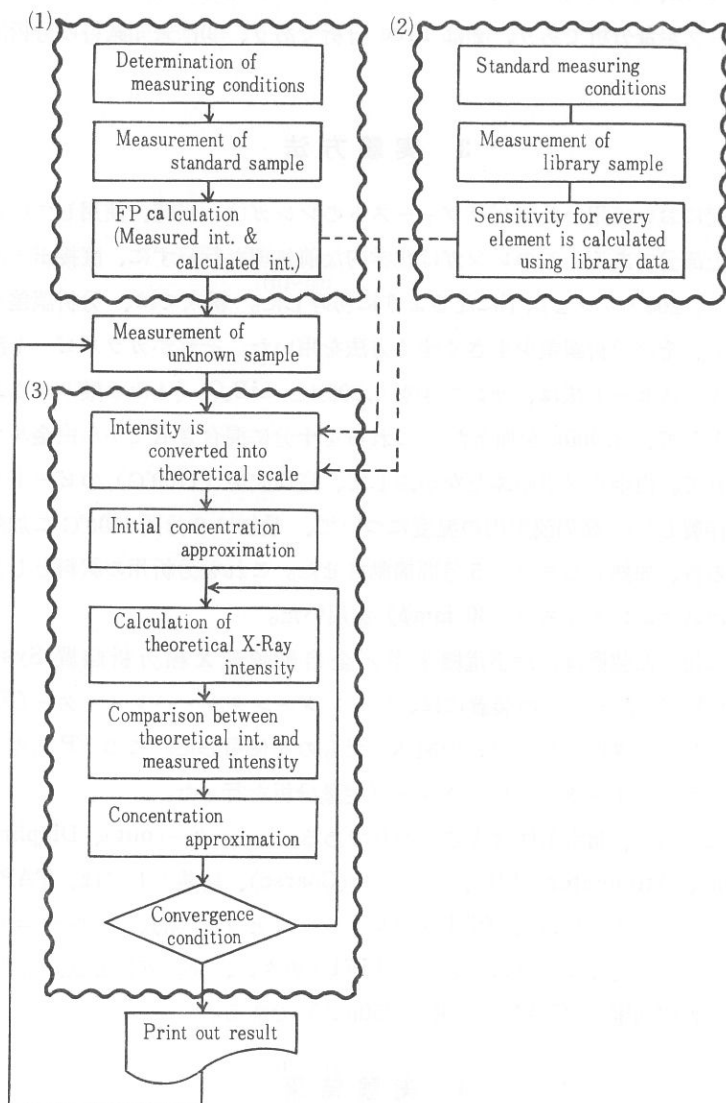 (1)
Determination of
measuring conditions
Measurement of
standard sample
FP calculation
(Measured int. &
calculated int.)
(2)
Standard measuring
conditions
Measurement of
library sample
Sensitivity for every
element is calculated
using library data
Measurement of
unknown sample
(3)
Intensity is
converted into
theoretical scale
Initial concentration
approximation
Calculation of
theoretical X-Ray
intensity
Comparison between
theoretical int. and
measured intensity
Concentration
approximation
Convergence
condition
Print out result